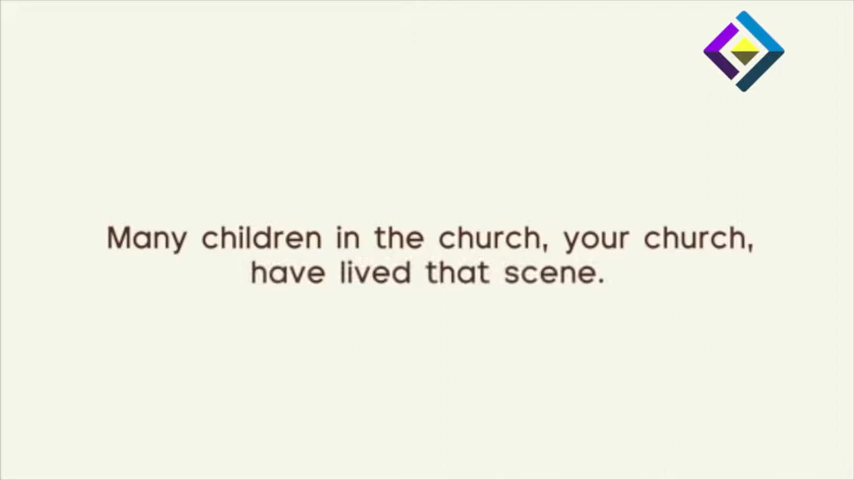 Many children in the church, your church,
have lived that scene.